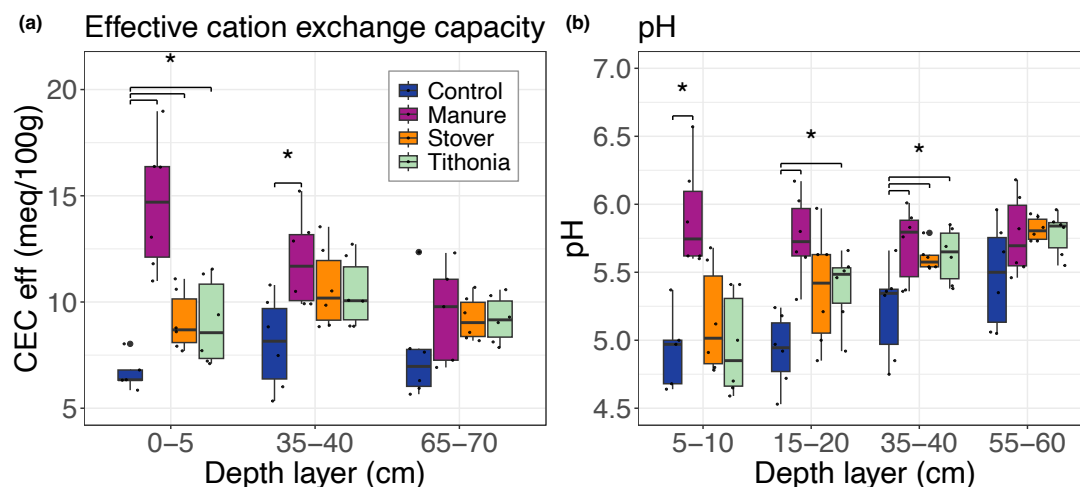 (a) Effective cation exchange capacity
CEC eff (meq/100g)
20
15
10
5
*
*
Control
Manure
Stover
Tithonia
0–5 35–40 65–70
Depth layer (cm)
(b) pH
pH
7.0
6.5
6.0
5.5
5.0
4.5
*
*
*
5–10 15–20 35–40 55–60
Depth layer (cm)